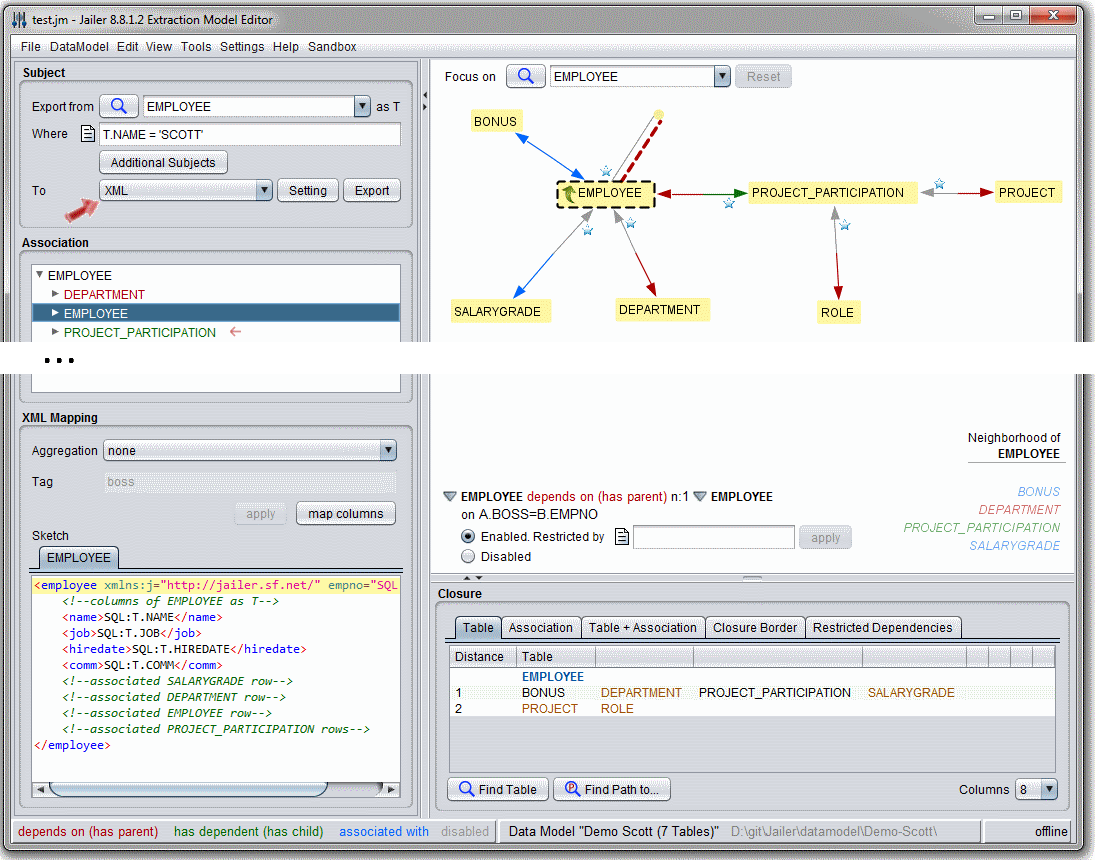 test.jm - Jailer 8.8.1.2 Extraction Model Editor
File DataModel Edit View Tools Settings Help Sandbox
Subject
Export from EMPLOYEE as T
Where T.NAME = 'SCOTT'
Additional Subjects
To XML Setting Export
Association
EMPLOYEE
DEPARTMENT
EMPLOYEE
PROJECT_PARTICIPATION
...
XML Mapping
Aggregation none
Tag boss
apply map columns
Sketch
EMPLOYEE
<employee xmlns:j="http://jailer.sf.net/" empno="SQL
<!--columns of EMPLOYEE as T-->
<name>SQL:T.NAME</name>
<job>SQL:T.JOB</job>
<hiredate>SQL:T.HIREDATE</hiredate>
<comm>SQL:T.COMM</comm>
<!--associated SALARYGRADE row-->
<!--associated DEPARTMENT row-->
<!--associated EMPLOYEE row-->
<!--associated PROJECT_PARTICIPATION rows-->
</employee>
Focus on EMPLOYEE Reset
BONUS
EMPLOYEE PROJECT_PARTICIPATION PROJECT
SALARYGRADE DEPARTMENT ROLE
Neighborhood of
EMPLOYEE
BONUS
DEPARTMENT
PROJECT_PARTICIPATION
SALARYGRADE
EMPLOYEE depends on (has parent) n:1 EMPLOYEE
on A.BOSS=B.EMPNO
Enabled. Restricted by apply
Disabled
Closure
Table Association Table + Association Closure Border Restricted Dependencies
Distance Table
EMPLOYEE
1 BONUS DEPARTMENT PROJECT_PARTICIPATION SALARYGRADE
2 PROJECT ROLE
Find Table Find Path to... Columns 8
depends on (has parent) has dependent (has child) associated with disabled Data Model "Demo Scott (7 Tables)" D:\git\Jailer\datamodel\Demo-Scott\ offline